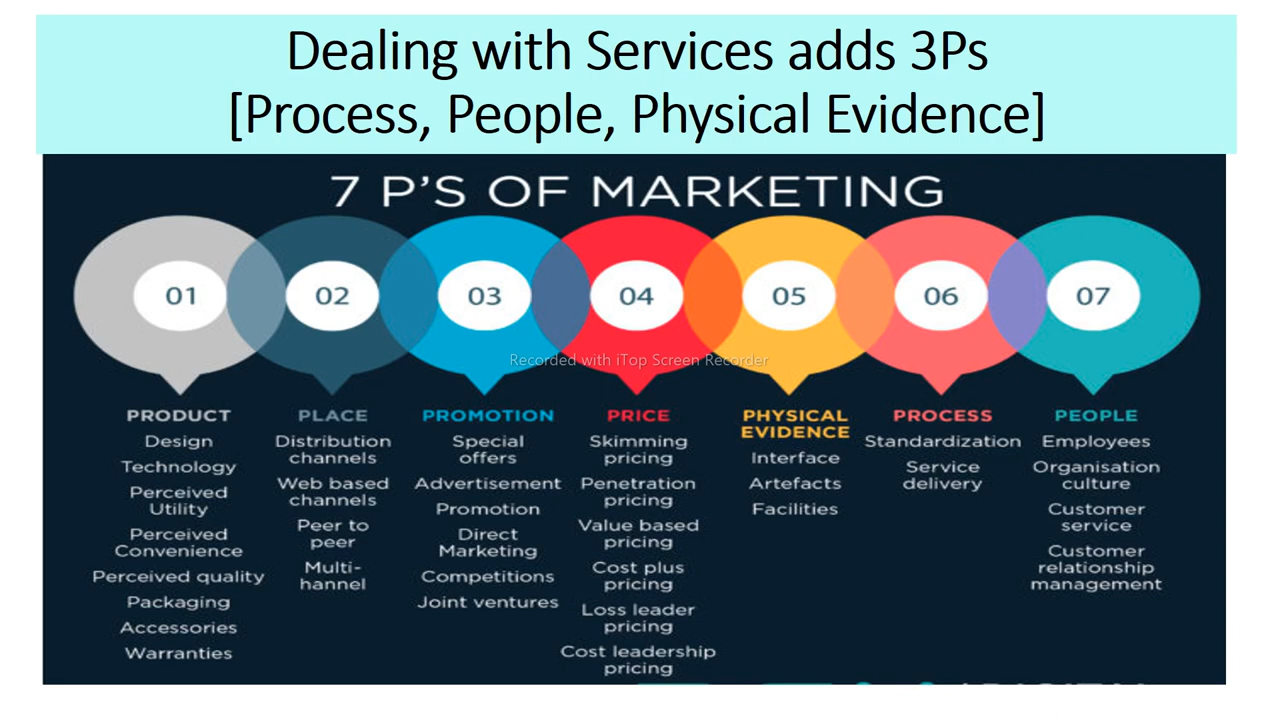 Dealing with Services adds 3Ps
[Process, People, Physical Evidence]
7 P'S OF MARKETING
01
02
03
04
05
06
07
Recorded with iTop Screen Recorder
PRODUCT
Design
Technology
Perceived
Utility
Perceived
Convenience
Perceived quality
Packaging
Accessories
Warranties
PLACE
Distribution
channels
Web based
channels
Peer to
peer
Multi-
hannel
PROMOTION
Special
offers
Advertisement
Promotion
Direct
Marketing
Competitions
Joint ventures
PRICE
Skimming
pricing
Penetration
pricing
Value based
pricing
Cost plus
pricing
Loss leader
pricing
Cost leadership
pricing
PHYSICAL
EVIDENCE
Interface
Artefacts
Facilities
PROCESS
Standardization
Service
delivery
PEOPLE
Employees
Organisation
culture
Customer
service
Customer
relationship
management